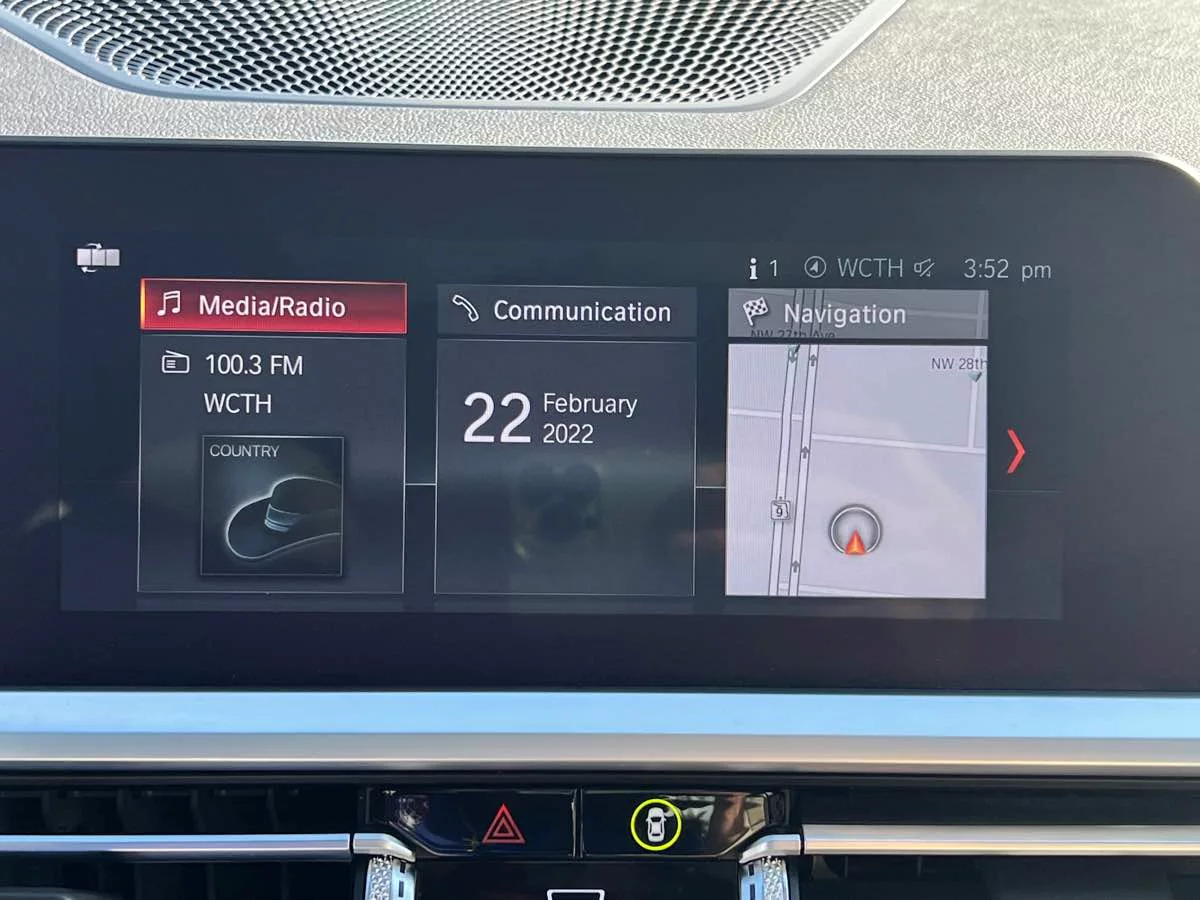 1 WCTH 3:52 pm
Media/Radio
Communication
Navigation
NW 27th Ave
100.3 FM
WCTH
NW 28th
22 February
2022
COUNTRY
9